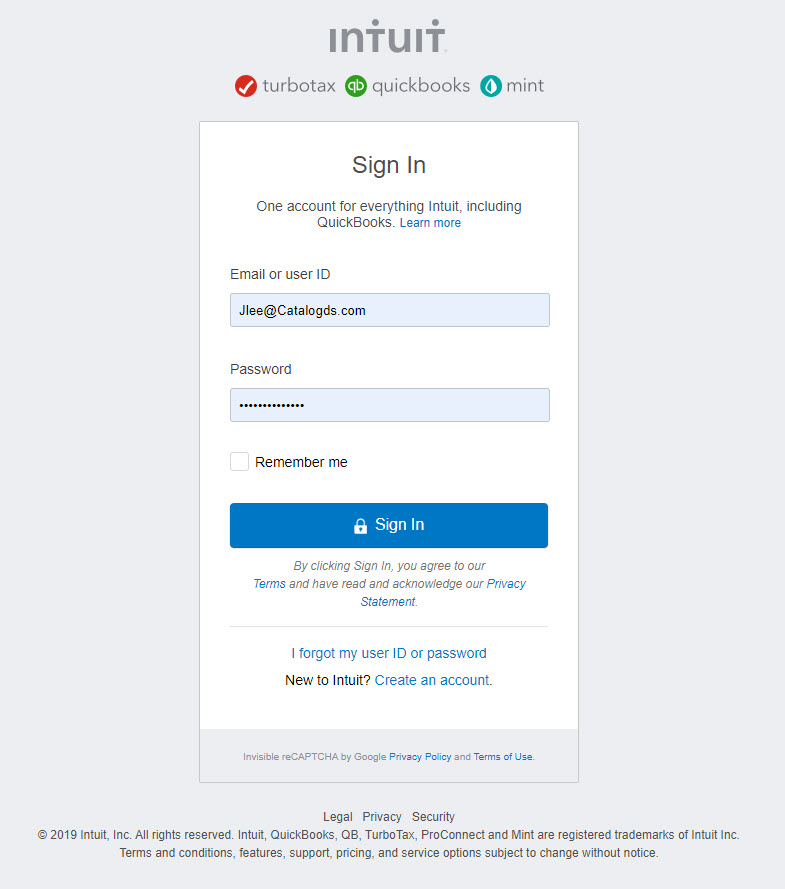 ıntuıt
turbotax qb quickbooks mint
Sign In
One account for everything Intuit, including
QuickBooks. Learn more
Email or user ID
Jlee@Catalogds.com
Password
••••••••••••••
Remember me
Sign In
By clicking Sign In, you agree to our
Terms and have read and acknowledge our Privacy
Statement.
I forgot my user ID or password
New to Intuit? Create an account.
Invisible reCAPTCHA by Google Privacy Policy and Terms of Use.
Legal Privacy Security
© 2019 Intuit, Inc. All rights reserved. Intuit, QuickBooks, QB, TurboTax, ProConnect and Mint are registered trademarks of Intuit Inc.
Terms and conditions, features, support, pricing, and service options subject to change without notice.